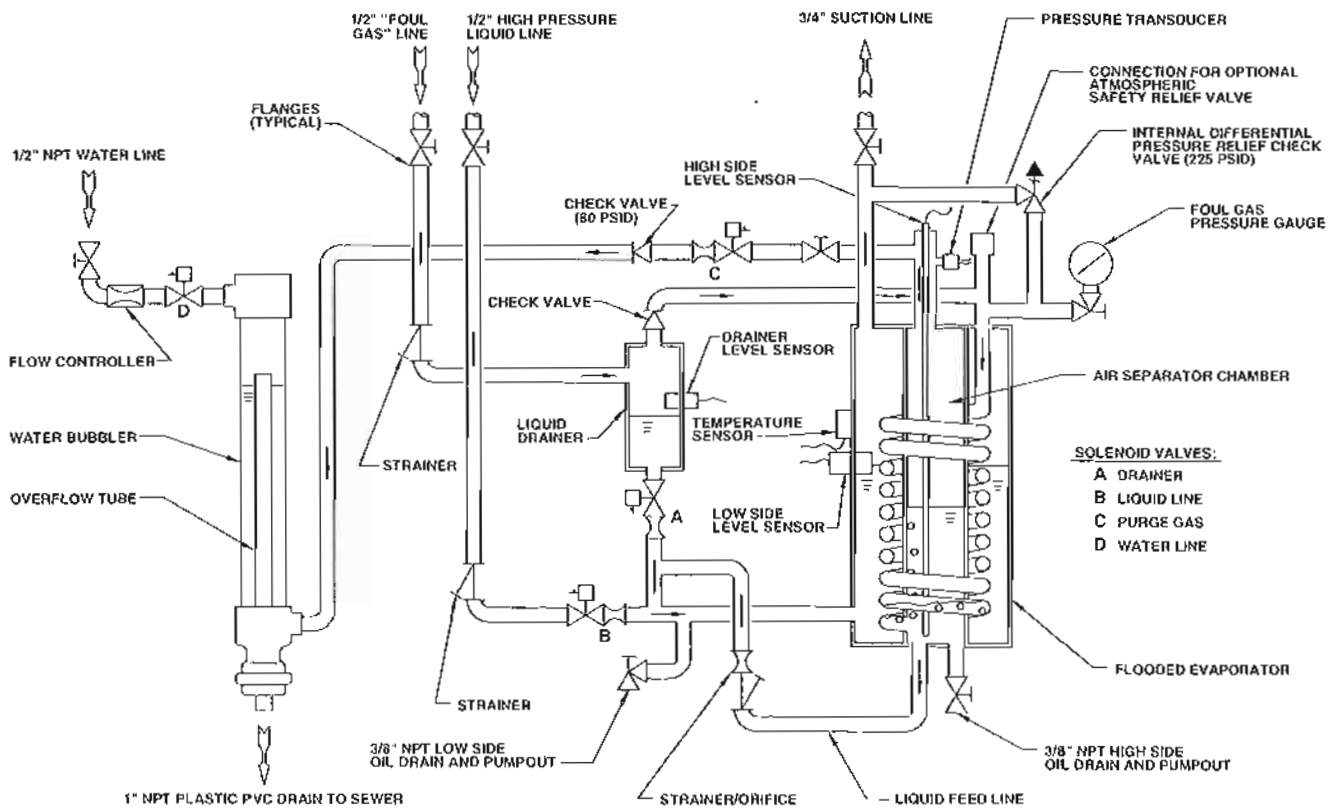 1/2" "FOUL
GAS" LINE
1/2" HIGH PRESSURE
LIQUID LINE
3/4" SUCTION LINE
PRESSURE TRANSOUCER
CONNECTION FOR OPTIONAL
ATMOSPHERIC
SAFETY RELIEF VALVE
FLANGES
(TYPICAL)
INTERNAL DIFFERENTIAL
PRESSURE RELIEF CHECK
VALVE (225 PSID)
1/2" NPT WATER LINE
HIGH SIDE
LEVEL SENSOR
CHECK VALVE
(80 PSID)
FOUL GAS
PRESSURE GAUGE
C
D
CHECK VALVE
FLOW CONTROLLER
DRAINER
LEVEL SENSOR
AIR SEPARATOR CHAMBER
LIQUID
DRAINER
TEMPERATURE
SENSOR
WATER BUBBLER
STRAINER
SOLENOID VALVES:
A DRAINER
B LIQUID LINE
C PURGE GAS
D WATER LINE
OVERFLOW TUBE
A
LOW SIDE
LEVEL SENSOR
B
FLOODED EVAPORATOR
STRAINER
3/8" NPT LOW SIDE
OIL DRAIN AND PUMPOUT
3/8" NPT HIGH SIDE
OIL DRAIN AND PUMPOUT
1" NPT PLASTIC PVC DRAIN TO SEWER
STRAINER/ORIFICE
LIQUID FEED LINE